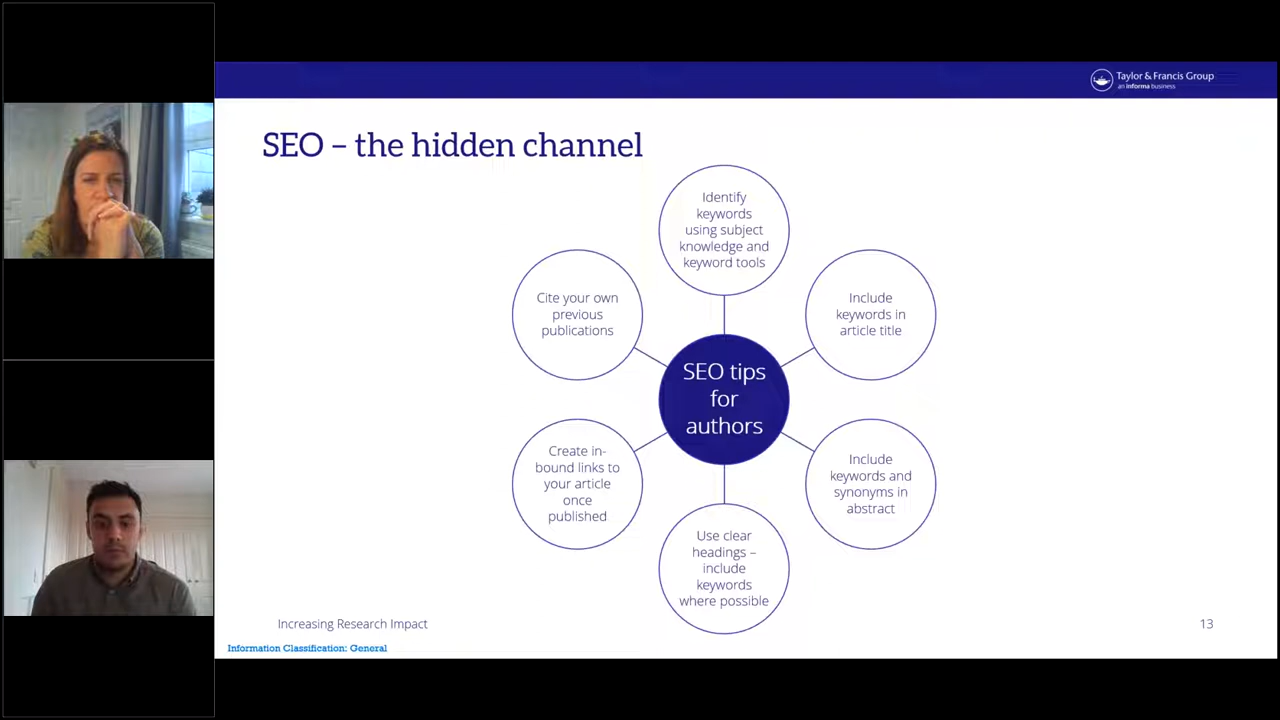 Taylor & Francis Group
an informa business
SEO – the hidden channel
Identify
keywords
using subject
knowledge and
keyword tools
Include
keywords in
article title
Include
keywords and
synonyms in
abstract
Use clear
headings –
include
keywords
where possible
Create in-
bound links to
your article
once
published
Cite your own
previous
publications
SEO tips
for
authors
Increasing Research Impact
13
Information Classification: General